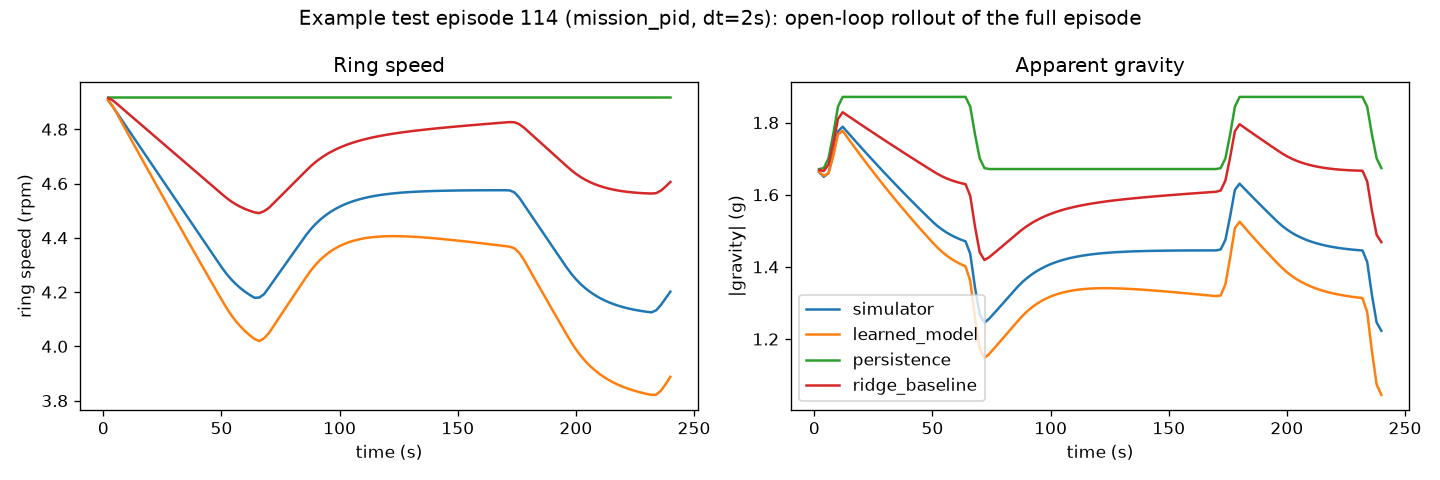 Example test episode 114 (mission_pid, dt=2s): open-loop rollout of the full episode
Ring speed
ring speed (rpm)
4.8
4.6
4.4
4.2
4.0
3.8
0 50 100 150 200 250
time (s)
Apparent gravity
|gravity| (g)
1.8
1.6
1.4
1.2
simulator
learned_model
persistence
ridge_baseline
0 50 100 150 200 250
time (s)